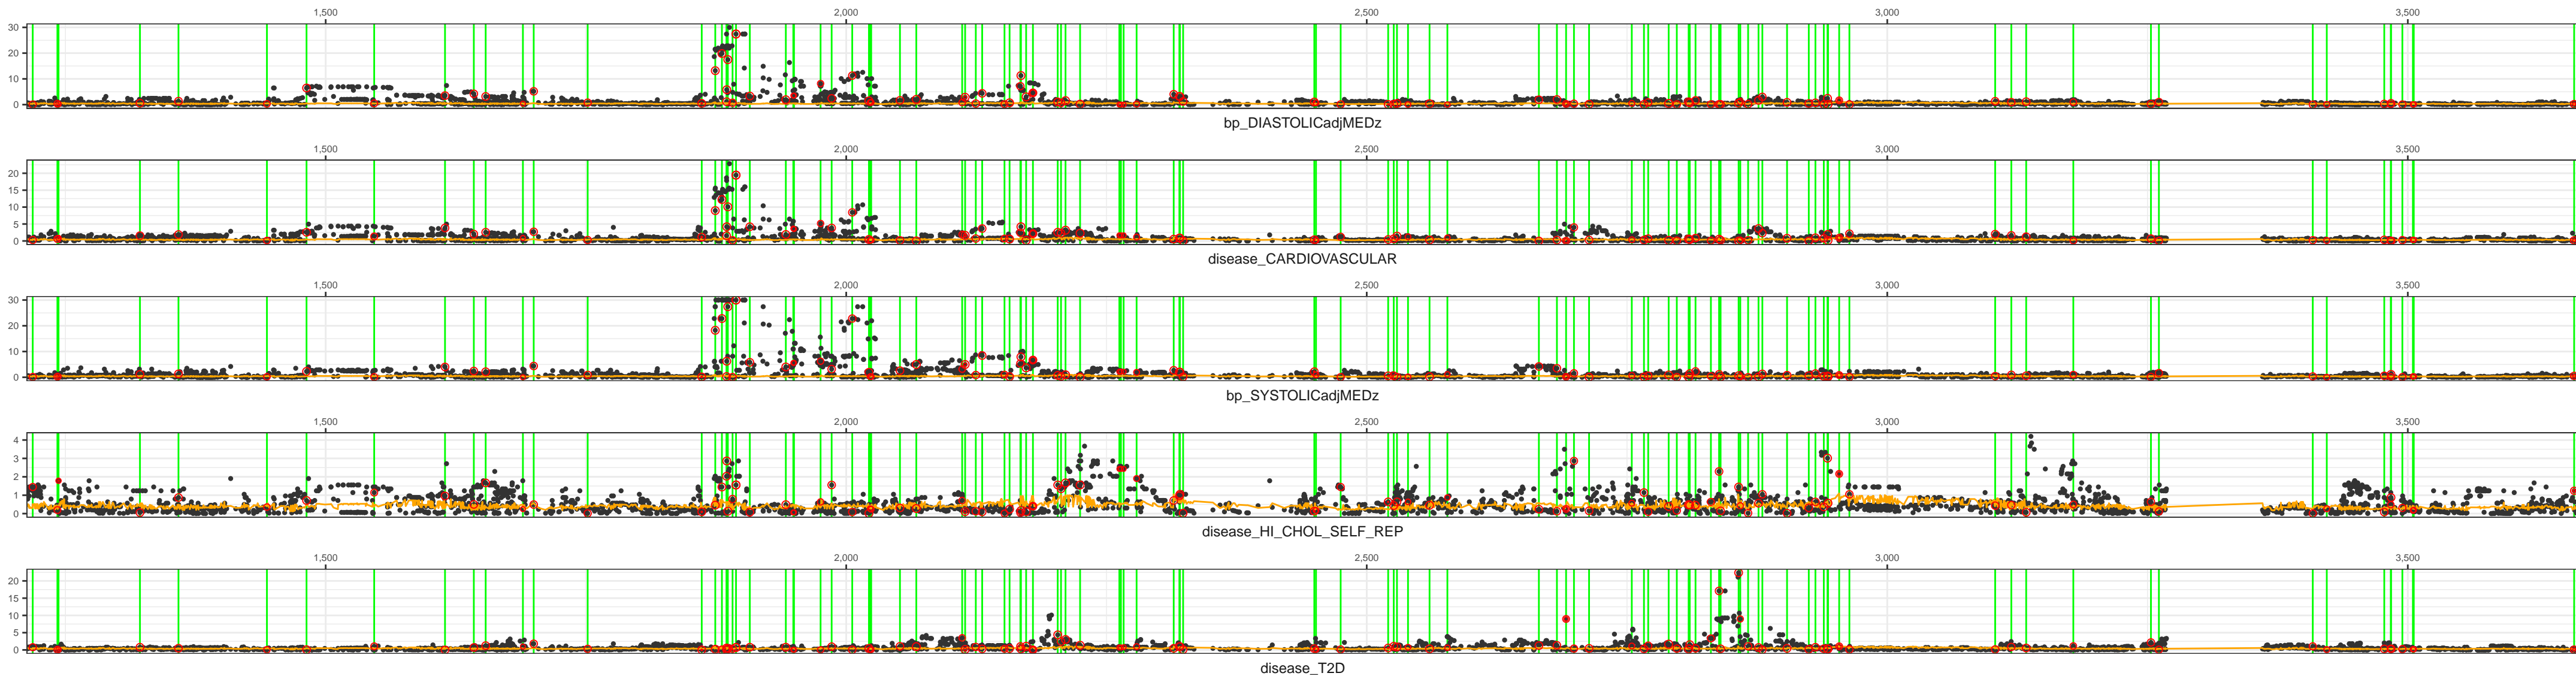 1,500 2,000 2,500 3,000 3,500
30
20
10
0
bp_DIASTOLICadjMEDz
1,500 2,000 2,500 3,000 3,500
20
15
10
5
0
disease_CARDIOVASCULAR
1,500 2,000 2,500 3,000 3,500
30
20
10
0
bp_SYSTOLICadjMEDz
1,500 2,000 2,500 3,000 3,500
4
3
2
1
0
disease_HI_CHOL_SELF_REP
1,500 2,000 2,500 3,000 3,500
20
15
10
5
0
disease_T2D